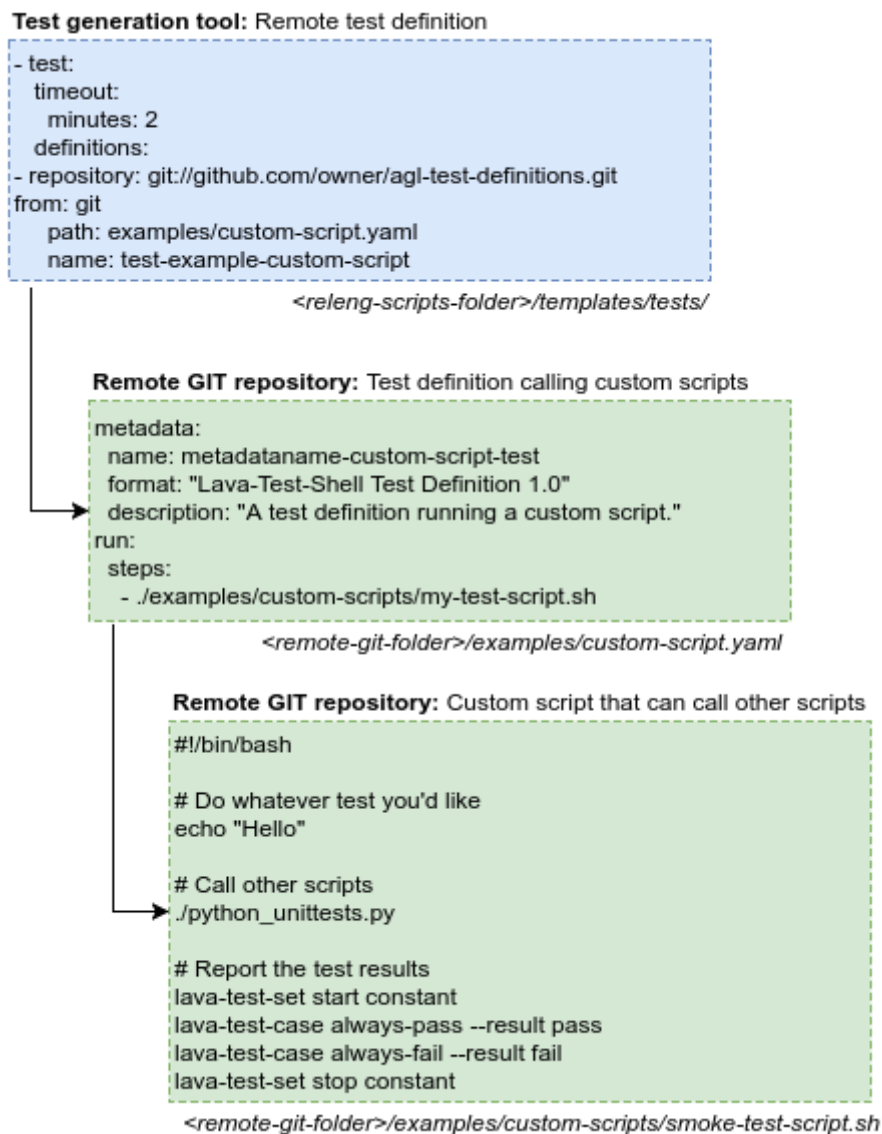 Test generation tool: Remote test definition
- test:
timeout:
minutes: 2
definitions:
- repository: git://github.com/owner/agl-test-definitions.git
from: git
path: examples/custom-script.yaml
name: test-example-custom-script
<releng-scripts-folder>/templates/tests/
Remote GIT repository: Test definition calling custom scripts
metadata:
name: metadataname-custom-script-test
format: "Lava-Test-Shell Test Definition 1.0"
description: "A test definition running a custom script."
run:
steps:
- ./examples/custom-scripts/my-test-script.sh
<remote-git-folder>/examples/custom-script.yaml
Remote GIT repository: Custom script that can call other scripts
#!/bin/bash
# Do whatever test you'd like
echo "Hello"
# Call other scripts
./python_unittests.py
# Report the test results
lava-test-set start constant
lava-test-case always-pass --result pass
lava-test-case always-fail --result fail
lava-test-set stop constant
<remote-git-folder>/examples/custom-scripts/smoke-test-script.sh